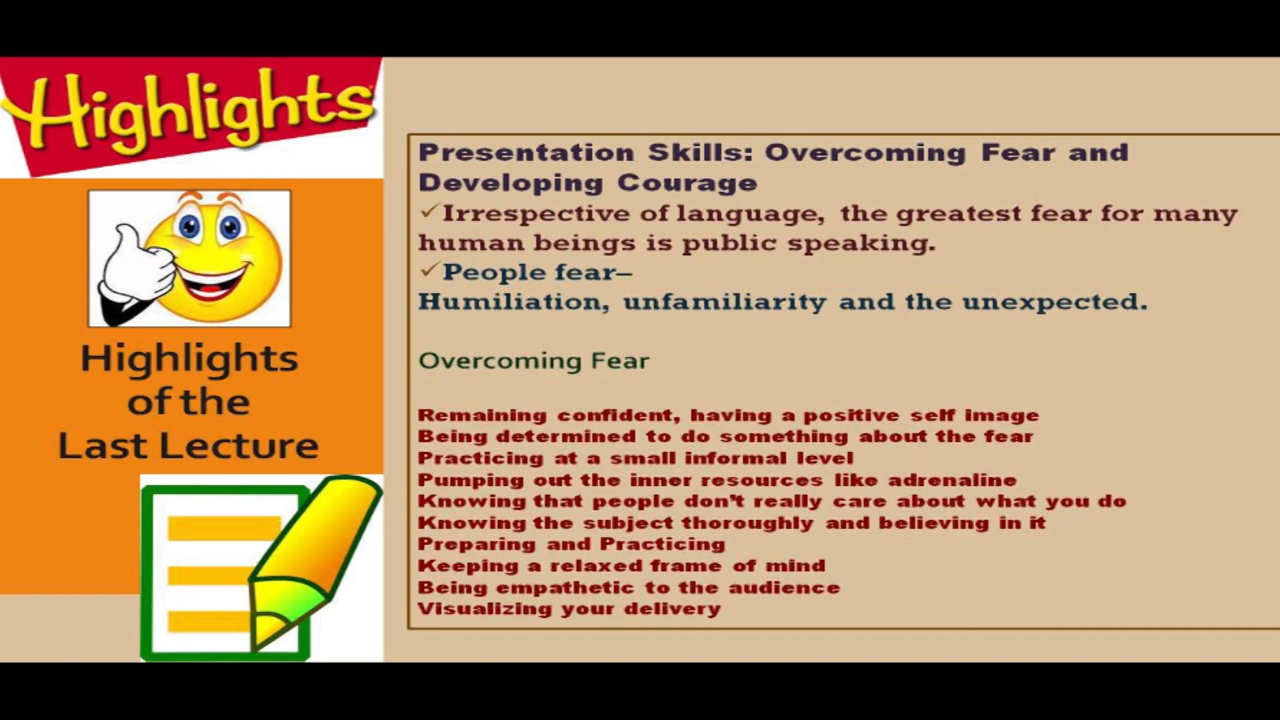 Highlights
Highlights
of the
Last Lecture
Presentation Skills: Overcoming Fear and
Developing Courage
✓Irrespective of language, the greatest fear for many
human beings is public speaking.
✓People fear–
Humiliation, unfamiliarity and the unexpected.
Overcoming Fear
Remaining confident, having a positive self image
Being determined to do something about the fear
Practicing at a small informal level
Pumping out the inner resources like adrenaline
Knowing that people don't really care about what you do
Knowing the subject thoroughly and believing in it
Preparing and Practicing
Keeping a relaxed frame of mind
Being empathetic to the audience
Visualizing your delivery